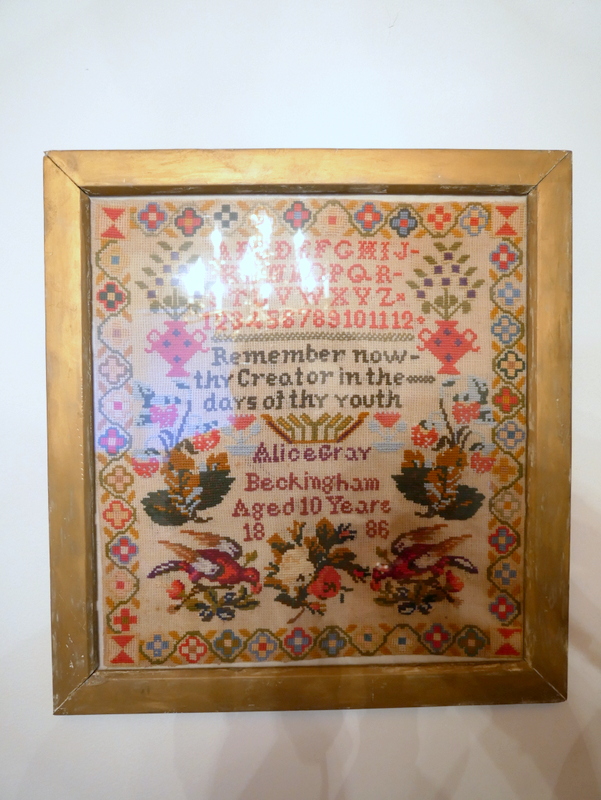 ABCDEFGHIJ-
KLMNOPQR-
STUVWXYZ
123456789101112
Remember now-
thy Creator in the
days of thy youth
Alice Gray
Beckingham
Aged 10 Years
18 86